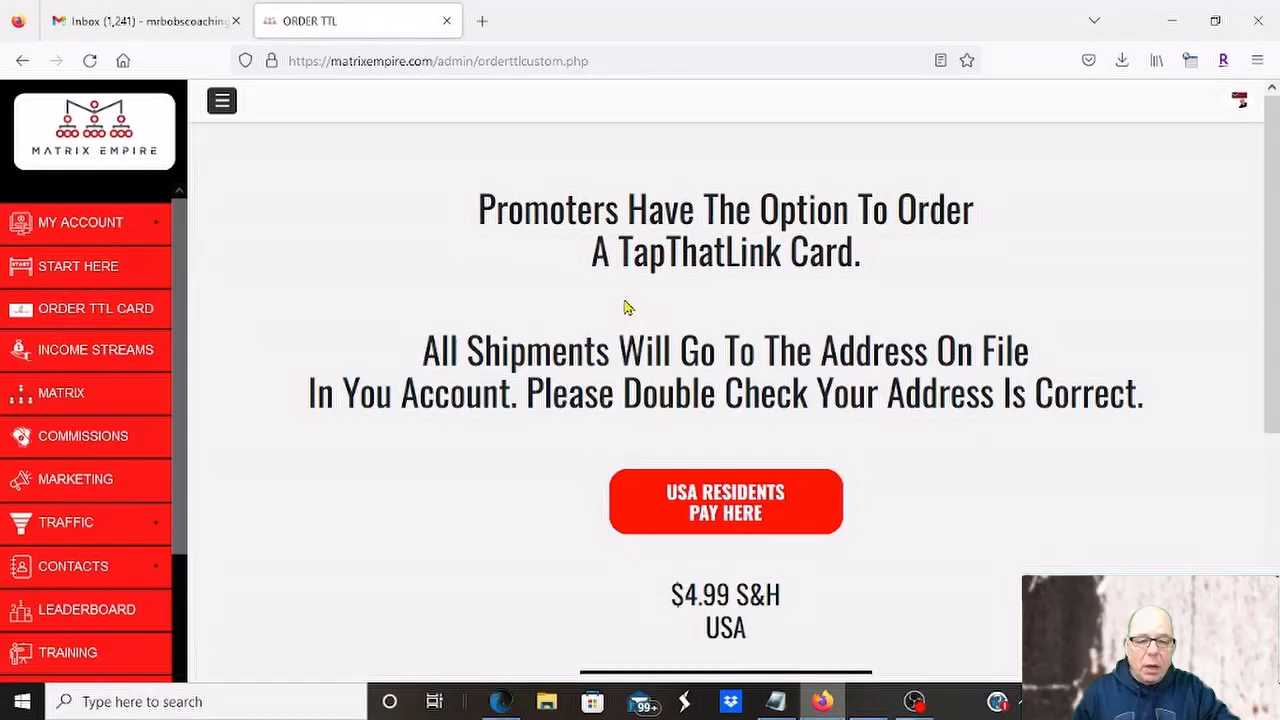 Inbox (1,241) - mrbobscoaching
ORDER TTL
https://matrixempire.com/admin/orderttlcustom.php
MATRIX EMPIRE
MY ACCOUNT
START HERE
ORDER TTL CARD
INCOME STREAMS
MATRIX
COMMISSIONS
MARKETING
TRAFFIC
CONTACTS
LEADERBOARD
TRAINING
Promoters Have The Option To Order
A TapThatLink Card.
All Shipments Will Go To The Address On File
In You Account. Please Double Check Your Address Is Correct.
USA RESIDENTS
PAY HERE
$4.99 S&H
USA
Type here to search
99+